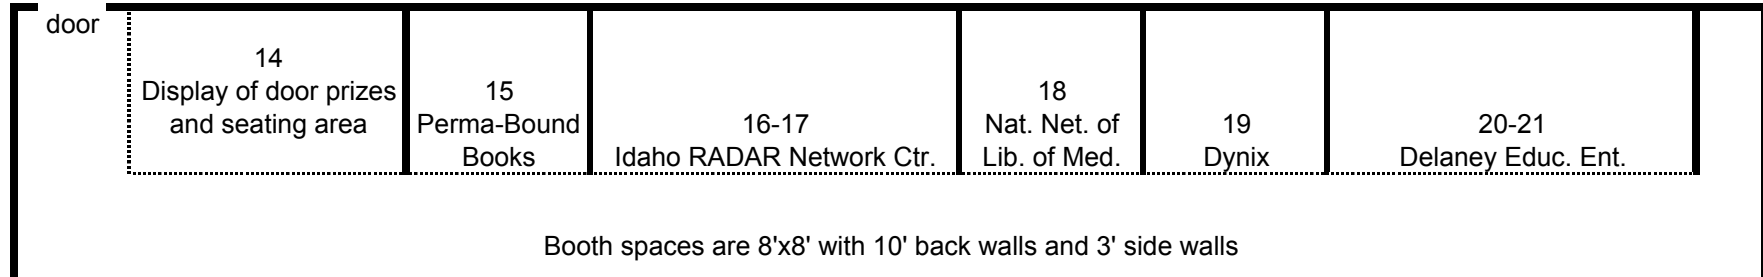 door
14
Display of door prizes
and seating area
15
Perma-Bound
Books
16-17
Idaho RADAR Network Ctr.
18
Nat. Net. of
Lib. of Med.
19
Dynix
20-21
Delaney Educ. Ent.
Booth spaces are 8'x8' with 10' back walls and 3' side walls